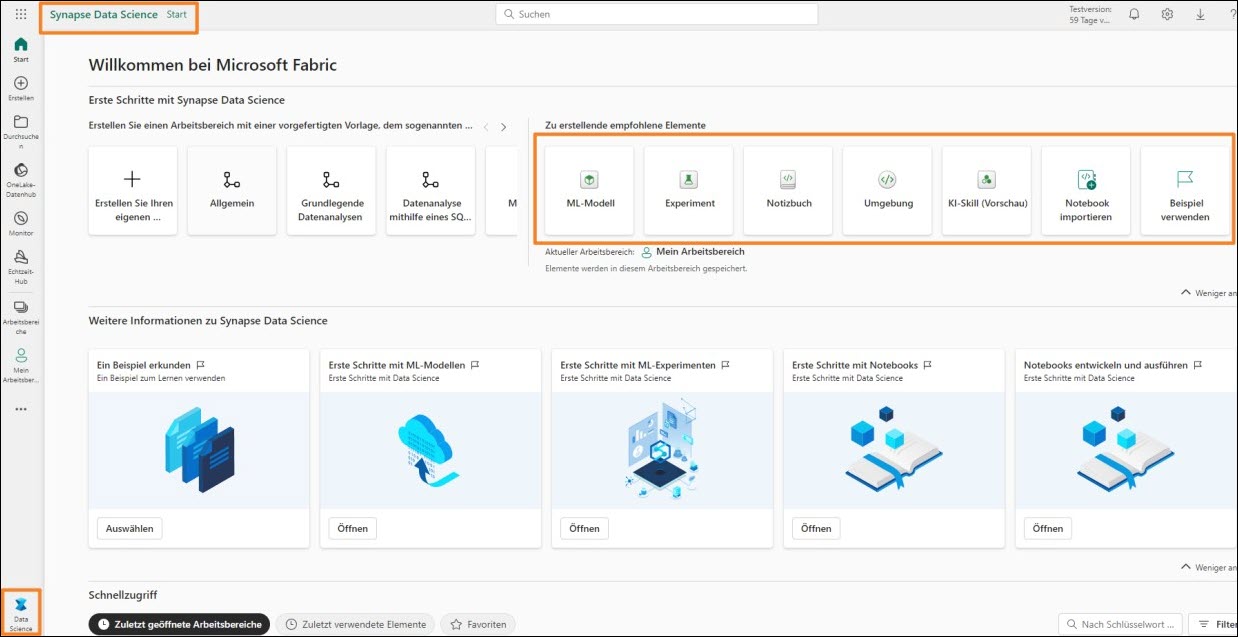 Synapse Data Science Start
Suchen
Testversion:
59 Tage v...
?
Start
Erstellen
Durchsuche
n
OneLake-
Datenhub
Monitor
Echtzeit-
Hub
Arbeitsberei
che
Mein
Arbeitsber...
Data
Science
Willkommen bei Microsoft Fabric
Erste Schritte mit Synapse Data Science
Erstellen Sie einen Arbeitsbereich mit einer vorgefertigten Vorlage, dem sogenannten ...
Erstellen Sie Ihren
eigenen ...
Allgemein
Grundlegende
Datenanalysen
Datenanalyse
mithilfe eines SQ...
M
Zu erstellende empfohlene Elemente
ML-Modell
Experiment
Notizbuch
Umgebung
KI-Skill (Vorschau)
Notebook
importieren
Beispiel
verwenden
Aktueller Arbeitsbereich: Mein Arbeitsbereich
Elemente werden in diesem Arbeitsbereich gespeichert.
Weniger an
Weitere Informationen zu Synapse Data Science
Ein Beispiel erkunden
Ein Beispiel zum Lernen verwenden
Auswählen
Erste Schritte mit ML-Modellen
Erste Schritte mit Data Science
Öffnen
Erste Schritte mit ML-Experimenten
Erste Schritte mit Data Science
Öffnen
Erste Schritte mit Notebooks
Erste Schritte mit Data Science
Öffnen
Notebooks entwickeln und ausführen
Erste Schritte mit Data Science
Öffnen
Weniger an
Schnellzugriff
Zuletzt geöffnete Arbeitsbereiche
Zuletzt verwendete Elemente
Favoriten
Nach Schlüsselwort ...
Filter